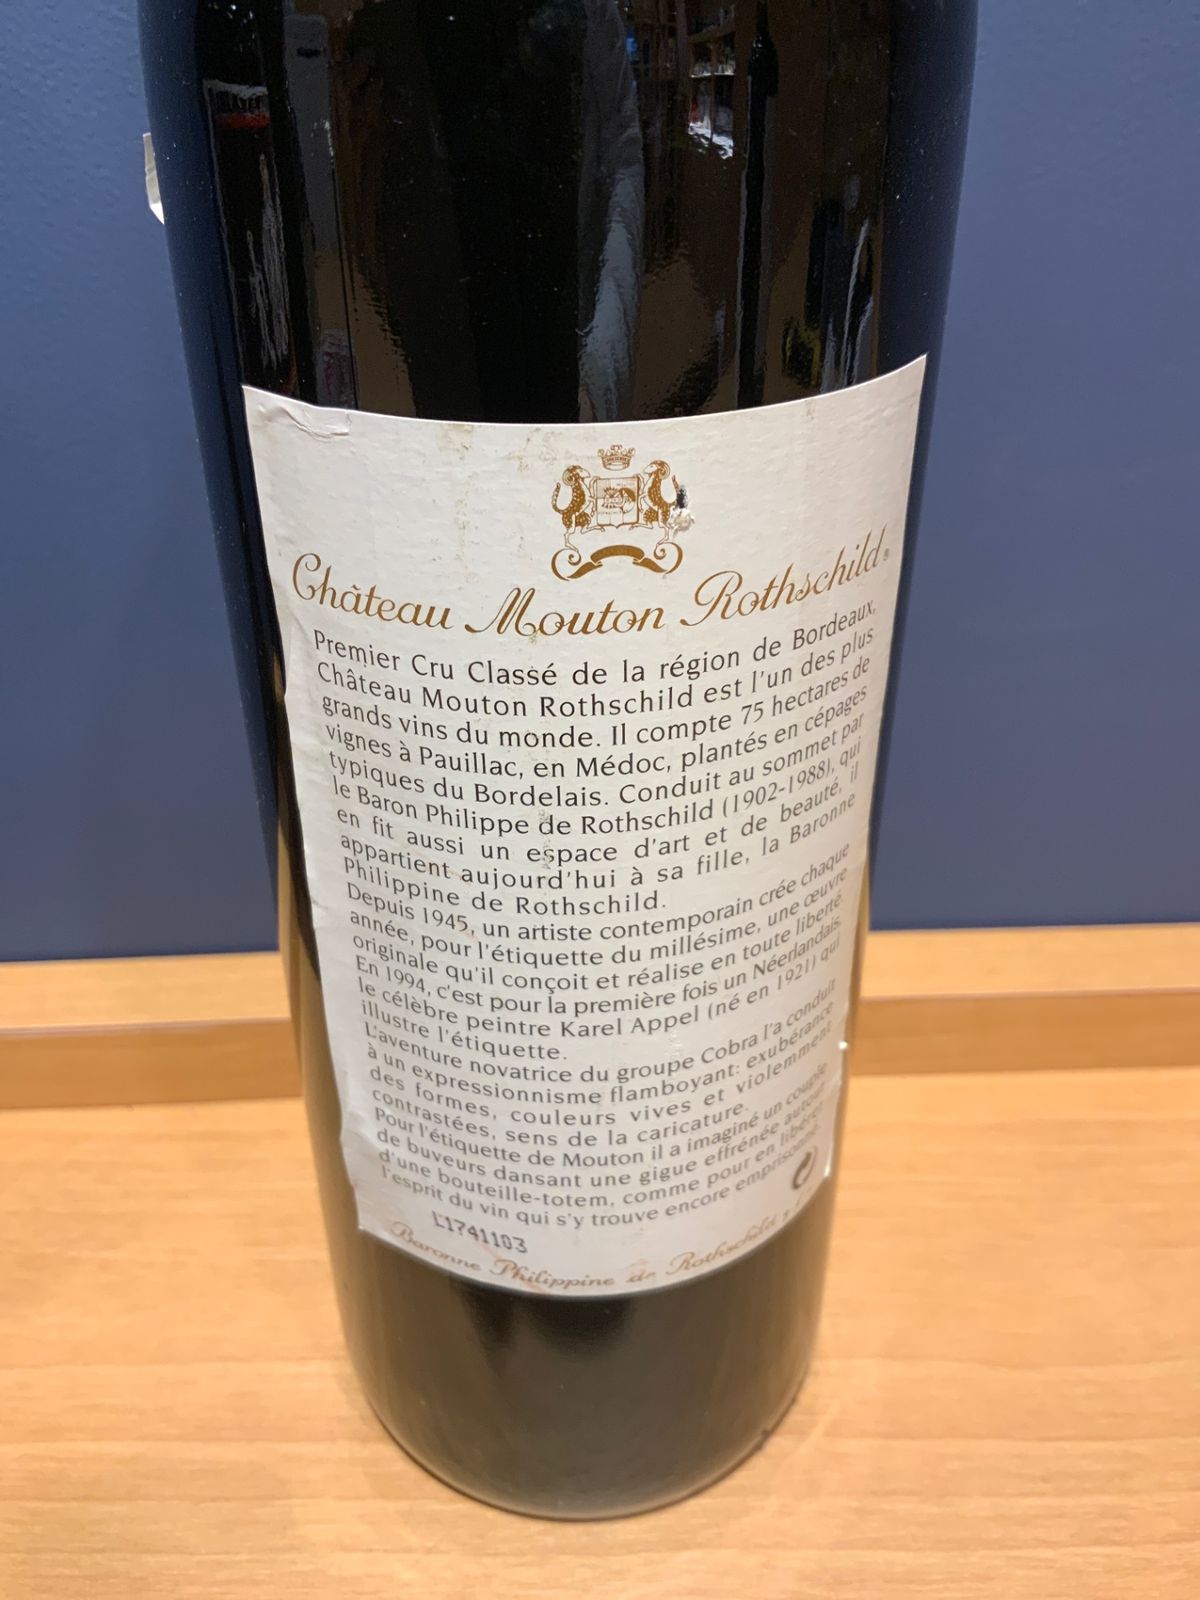 Château Mouton Rothschild®
Premier Cru Classé de la région de Bordeaux,
Château Mouton Rothschild est l'un des plus
grands vins du monde. Il compte 75 hectares de
vignes à Pauillac, en Médoc, plantés en cépages
typiques du Bordelais. Conduit au sommet par
le Baron Philippe de Rothschild (1902-1988), qui
en fit aussi un espace d'art et de beauté, il
appartient aujourd'hui à sa fille, la Baronne
Philippine de Rothschild.
Depuis 1945, un artiste contemporain crée chaque
année, pour l'étiquette du millésime, une œuvre
originale qu'il conçoit et réalise en toute liberté.
En 1994, c'est pour la première fois un Néerlandais,
le célèbre peintre Karel Appel (né en 1921) qui
illustre l'étiquette.
L'aventure novatrice du groupe Cobra l'a conduit
à un expressionnisme flamboyant: exubérance
des formes, couleurs vives et violemment
contrastées, sens de la caricature.
Pour l'étiquette de Mouton il a imaginé un couple
de buveurs dansant une gigue effrénée autour
d'une bouteille-totem, comme pour en libérer
l'esprit du vin qui s'y trouve encore emprisonné.
L1741103
Baronne Philippine de Rothschild